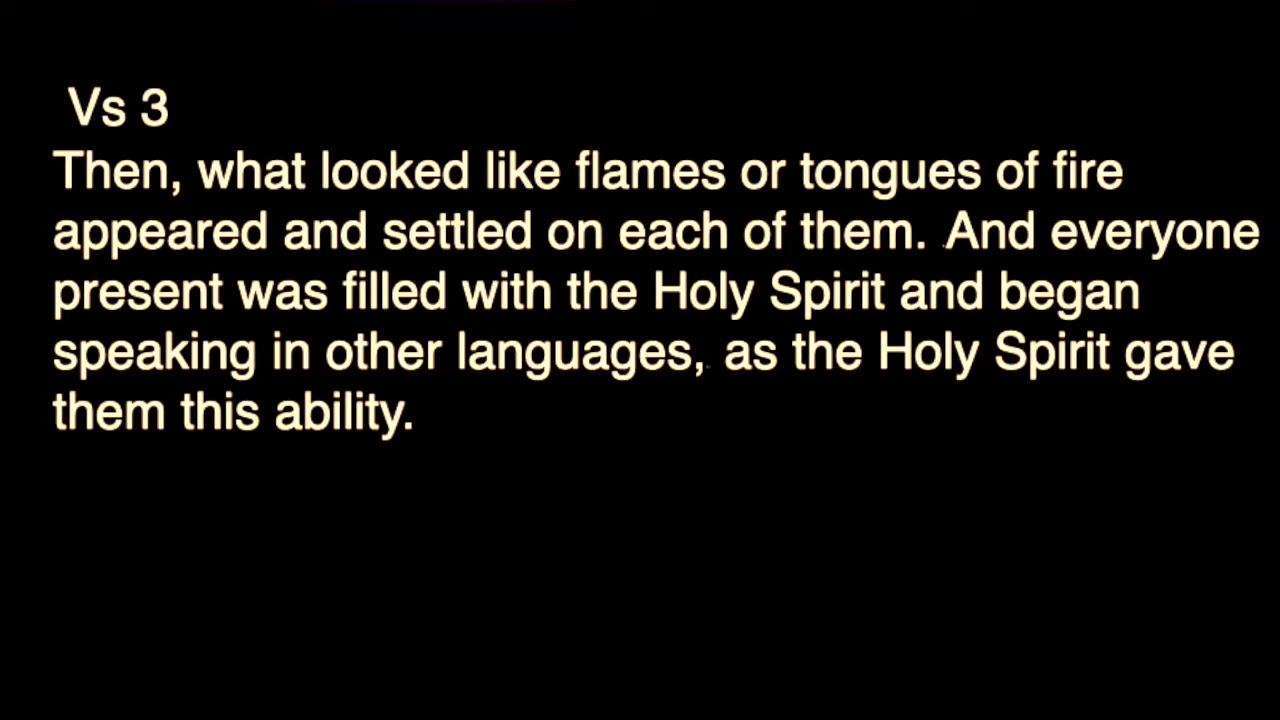 Vs 3
Then, what looked like flames or tongues of fire
appeared and settled on each of them. And everyone
present was filled with the Holy Spirit and began
speaking in other languages, as the Holy Spirit gave
them this ability.